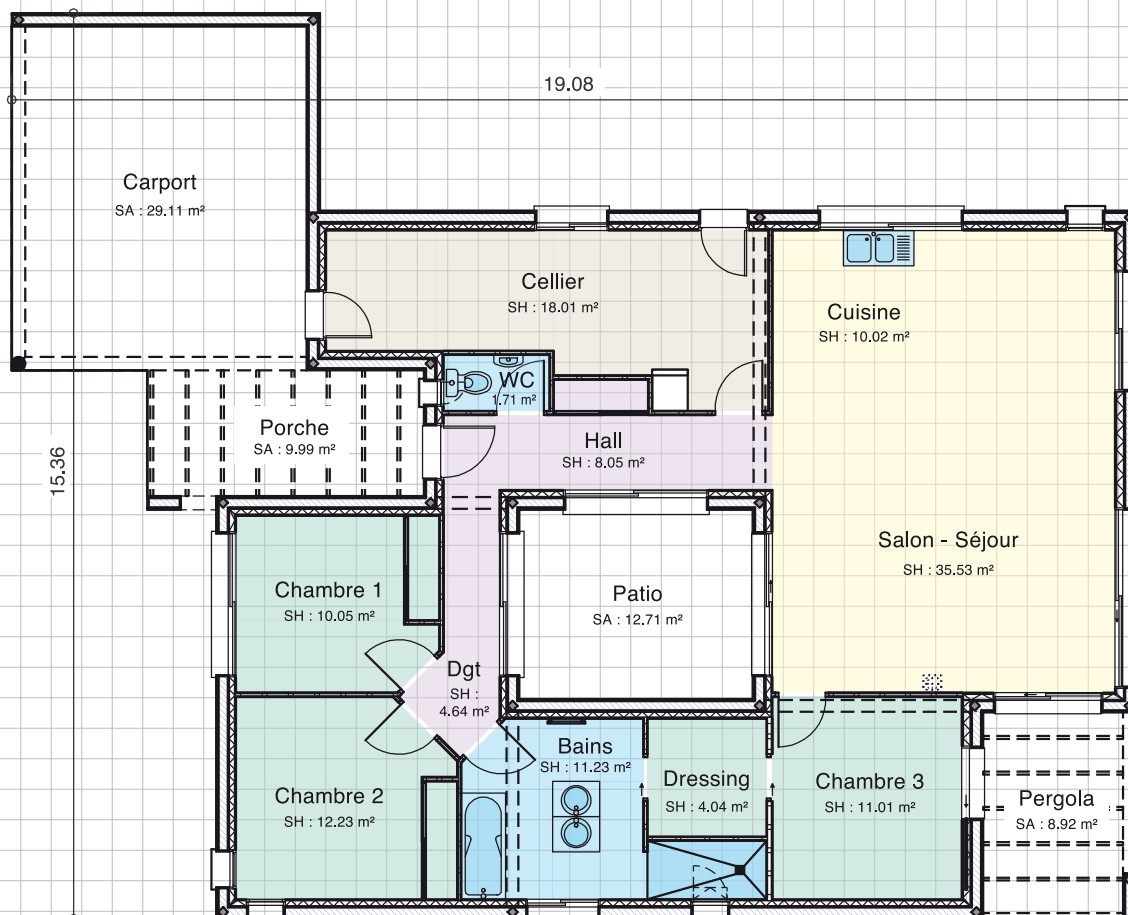 19.08
Carport
SA : 29.11 m²
Cellier
SH : 18.01 m²
Cuisine
SH : 10.02 m²
WC
1.71 m²
Porche
SA : 9.99 m²
Hall
SH : 8.05 m²
15.36
Salon - Séjour
SH : 35.53 m²
Chambre 1
SH : 10.05 m²
Patio
SA : 12.71 m²
Dgt
SH :
4.64 m²
Bains
SH : 11.23 m²
Dressing
SH : 4.04 m²
Chambre 3
SH : 11.01 m²
Chambre 2
SH : 12.23 m²
Pergola
SA : 8.92 m²